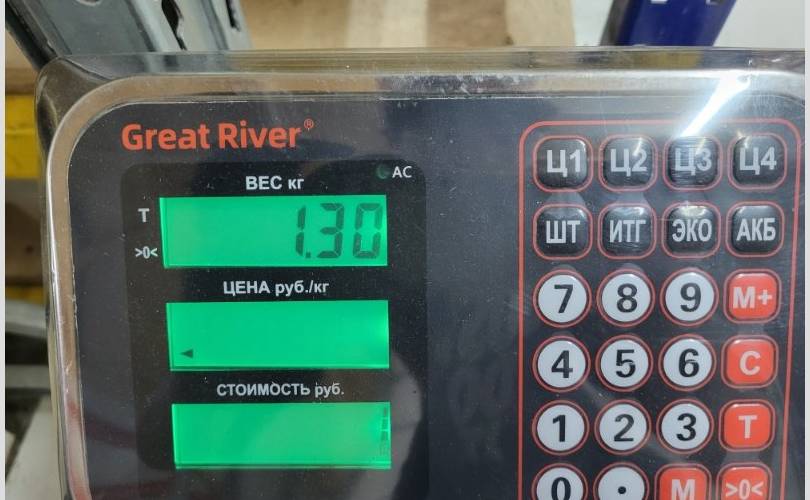 Great River®
ВЕС кг
AC
T
1.30
>0<
ЦЕНА руб./кг
СТОИМОСТЬ руб.
Ц1 Ц2 Ц3 Ц4
ШТ ИТГ ЭКО АКБ
7 8 9 M+
4 5 6 C
1 2 3 T
0 . M >0<